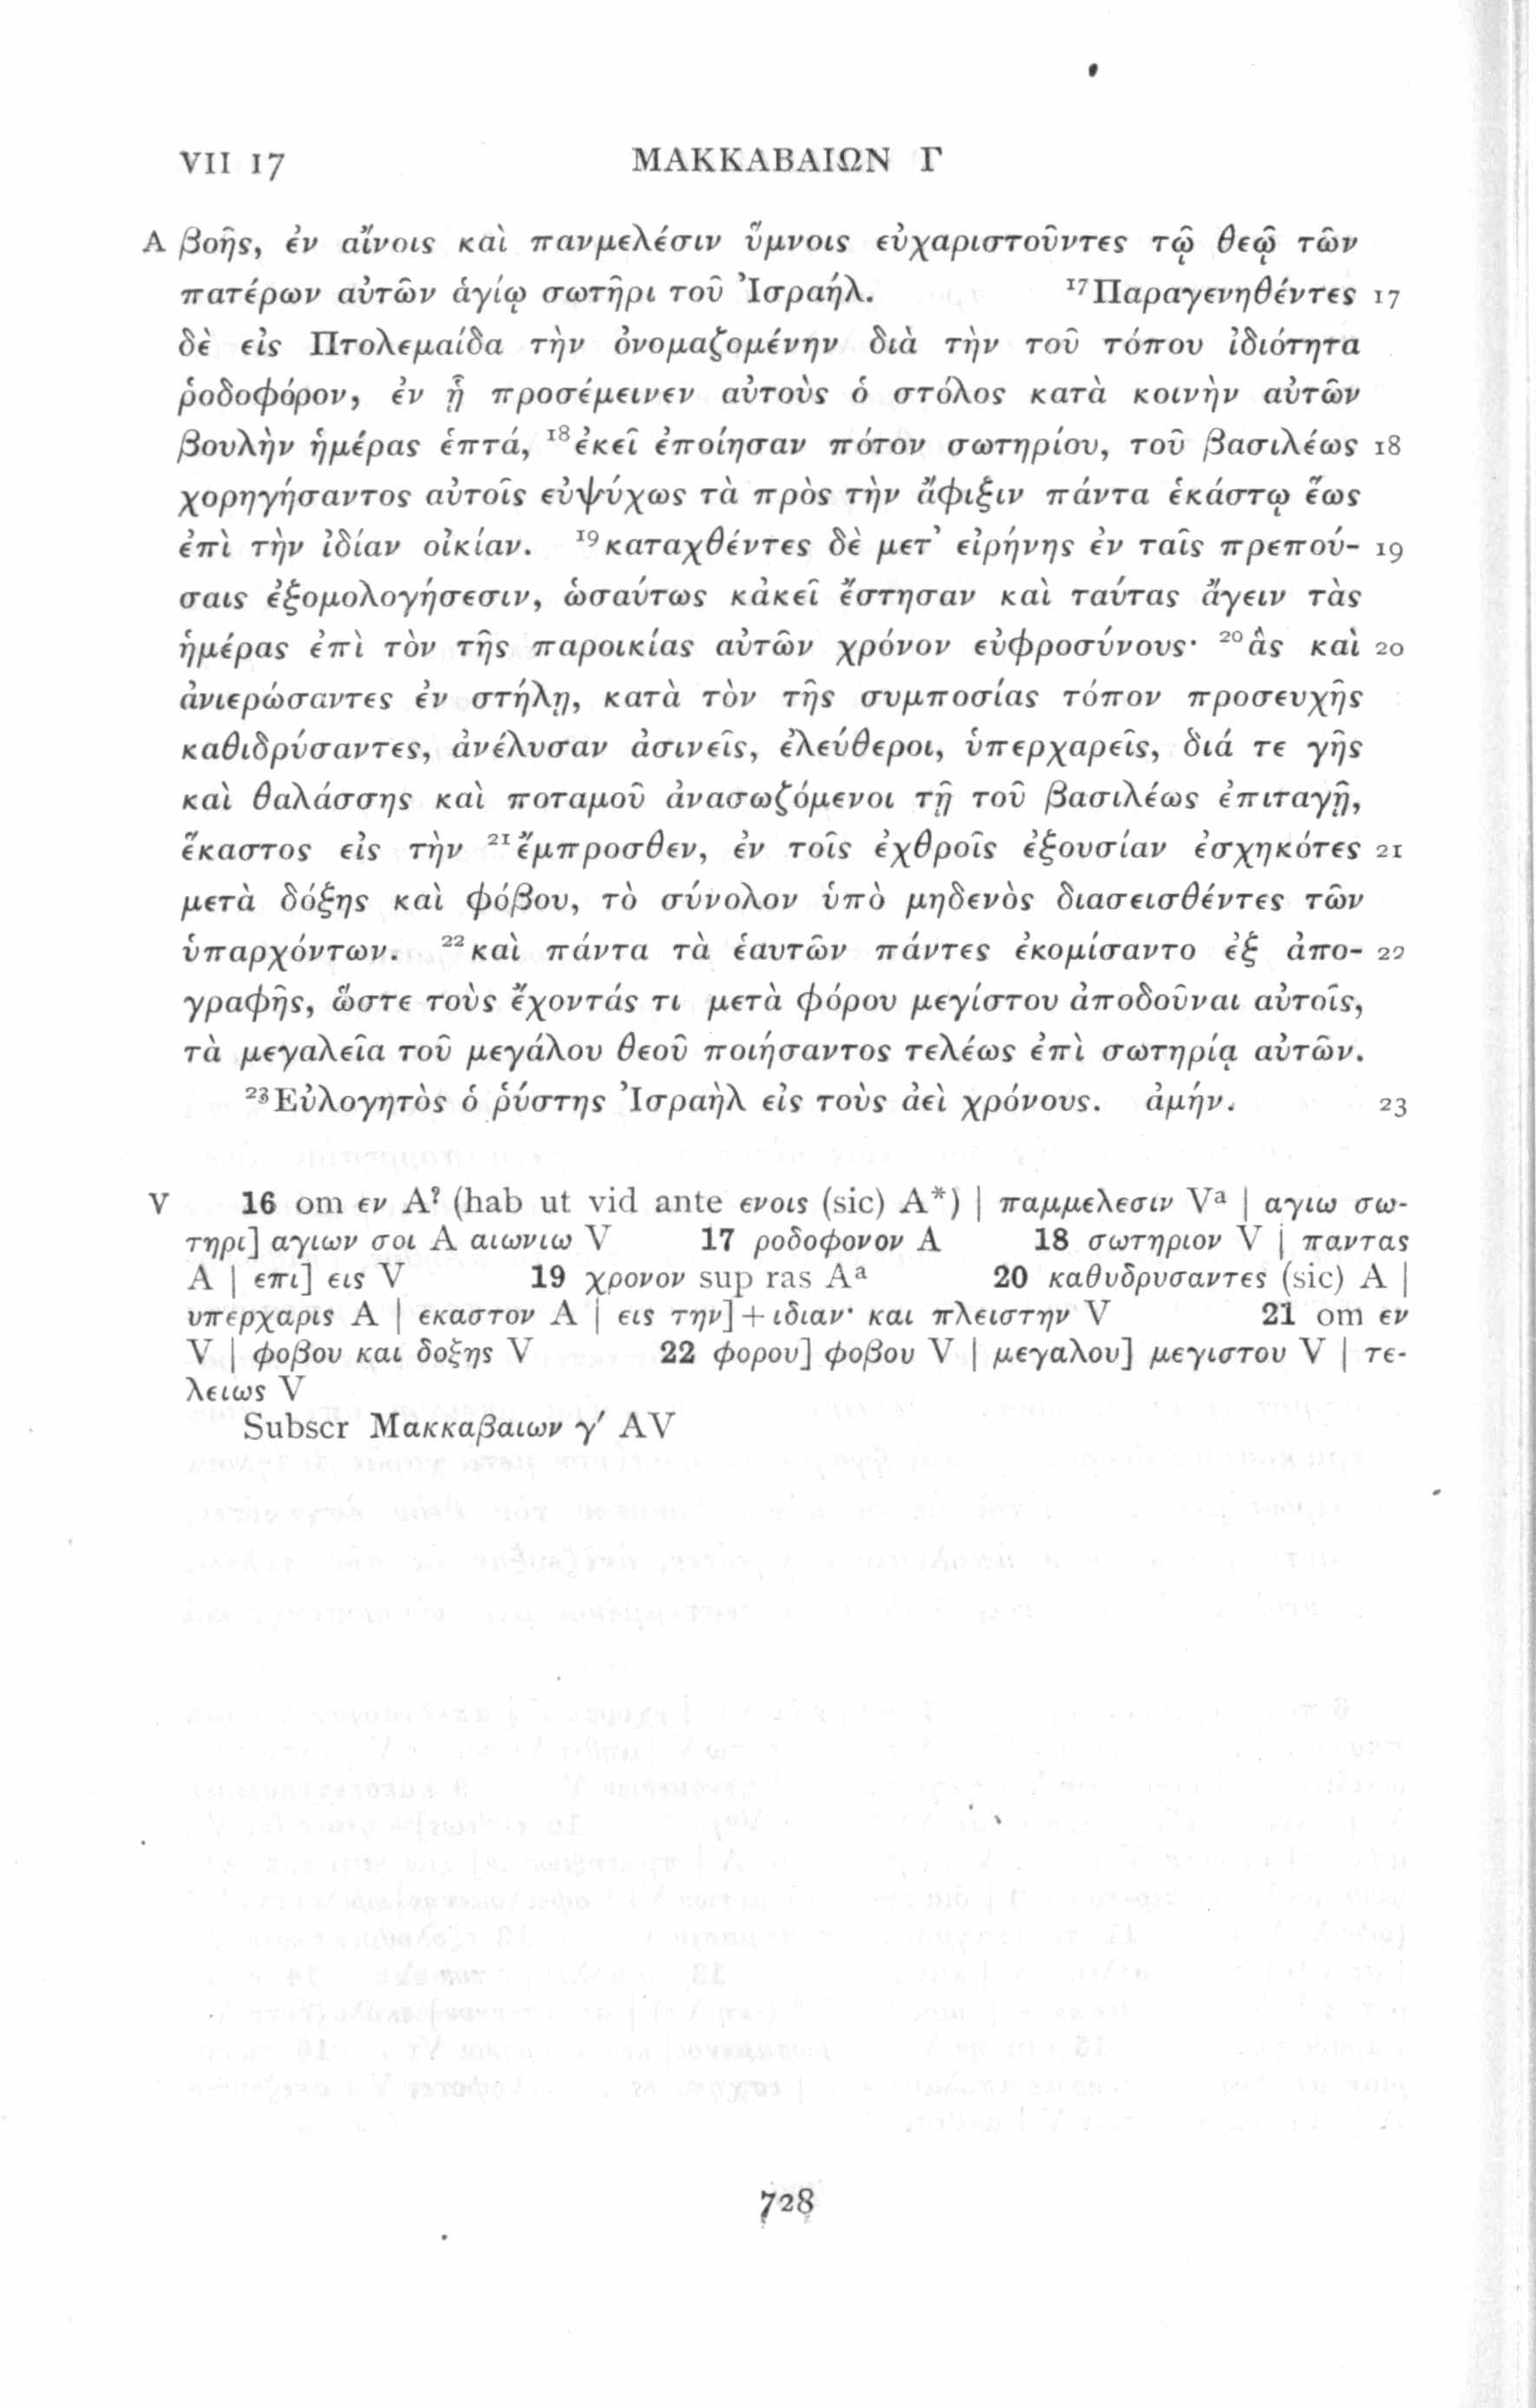 VII 17 ΜΑΚΚΑΒΑΙΩΝ Γ
A βοῆς, ἐν αἴνοις καὶ πανμελέσιν ὕμνοις εὐχαριστοῦντες τῷ θεῷ τῶν
πατέρων αὐτῶν ἁγίῳ σωτῆρι τοῦ Ἰσραήλ. ¹⁷Παραγενηθέντες 17
δὲ εἰς Πτολεμαίδα τὴν ὀνομαζομένην διὰ τὴν τοῦ τόπου ἰδιότητα
ῥοδοφόρον, ἐν ᾗ προσέμεινεν αὐτοὺς ὁ στόλος κατὰ κοινὴν αὐτῶν
βουλὴν ἡμέρας ἑπτά, ¹⁸ἐκεῖ ἐποίησαν πότον σωτηρίου, τοῦ βασιλέως 18
χορηγήσαντος αὐτοῖς εὐψύχως τὰ πρὸς τὴν ἄφιξιν πάντα ἑκάστῳ ἕως
ἐπὶ τὴν ἰδίαν οἰκίαν. ¹⁹καταχθέντες δὲ μετ᾽ εἰρήνης ἐν ταῖς πρεπού- 19
σαις ἐξομολογήσεσιν, ὡσαύτως κἀκεῖ ἔστησαν καὶ ταύτας ἄγειν τὰς
ἡμέρας ἐπὶ τὸν τῆς παροικίας αὐτῶν χρόνον εὐφροσύνους· ²⁰ἃς καὶ 20
ἀνιερώσαντες ἐν στήλῃ, κατὰ τὸν τῆς συμποσίας τόπον προσευχῆς
καθιδρύσαντες, ἀνέλυσαν ἀσινεῖς, ἐλεύθεροι, ὑπερχαρεῖς, διά τε γῆς
καὶ θαλάσσης καὶ ποταμοῦ ἀνασωζόμενοι τῇ τοῦ βασιλέως ἐπιταγῇ,
ἕκαστος εἰς τὴν ²¹ἔμπροσθεν, ἐν τοῖς ἐχθροῖς ἐξουσίαν ἐσχηκότες 21
μετὰ δόξης καὶ φόβου, τὸ σύνολον ὑπὸ μηδενὸς διασεισθέντες τῶν
ὑπαρχόντων. ²²καὶ πάντα τὰ ἑαυτῶν πάντες ἐκομίσαντο ἐξ ἀπο- 22
γραφῆς, ὥστε τοὺς ἔχοντάς τι μετὰ φόρου μεγίστου ἀποδοῦναι αὐτοῖς,
τὰ μεγαλεῖα τοῦ μεγάλου θεοῦ ποιήσαντος τελέως ἐπὶ σωτηρίᾳ αὐτῶν.
²³Εὐλογητὸς ὁ ῥύστης Ἰσραὴλ εἰς τοὺς ἀεὶ χρόνους. ἀμήν. 23
V 16 om εν A? (hab ut vid ante ενοις (sic) A*) | παμμελεσιν Vª | αγιω σω-
τηρι] αγιων σοι A αιωνιω V 17 ροδοφονον A 18 σωτηριον V | παντας
A | επι] εις V 19 χρονον sup ras Aª 20 καθυδρυσαντες (sic) A |
υπερχαρις A | εκαστον A | εις την] + ιδιαν· και πλειστην V 21 om εν
V | φοβου και δοξης V 22 φορου] φοβου V | μεγαλου] μεγιστου V | τε-
λειως V
Subscr Μακκαβαιων γ′ AV
728